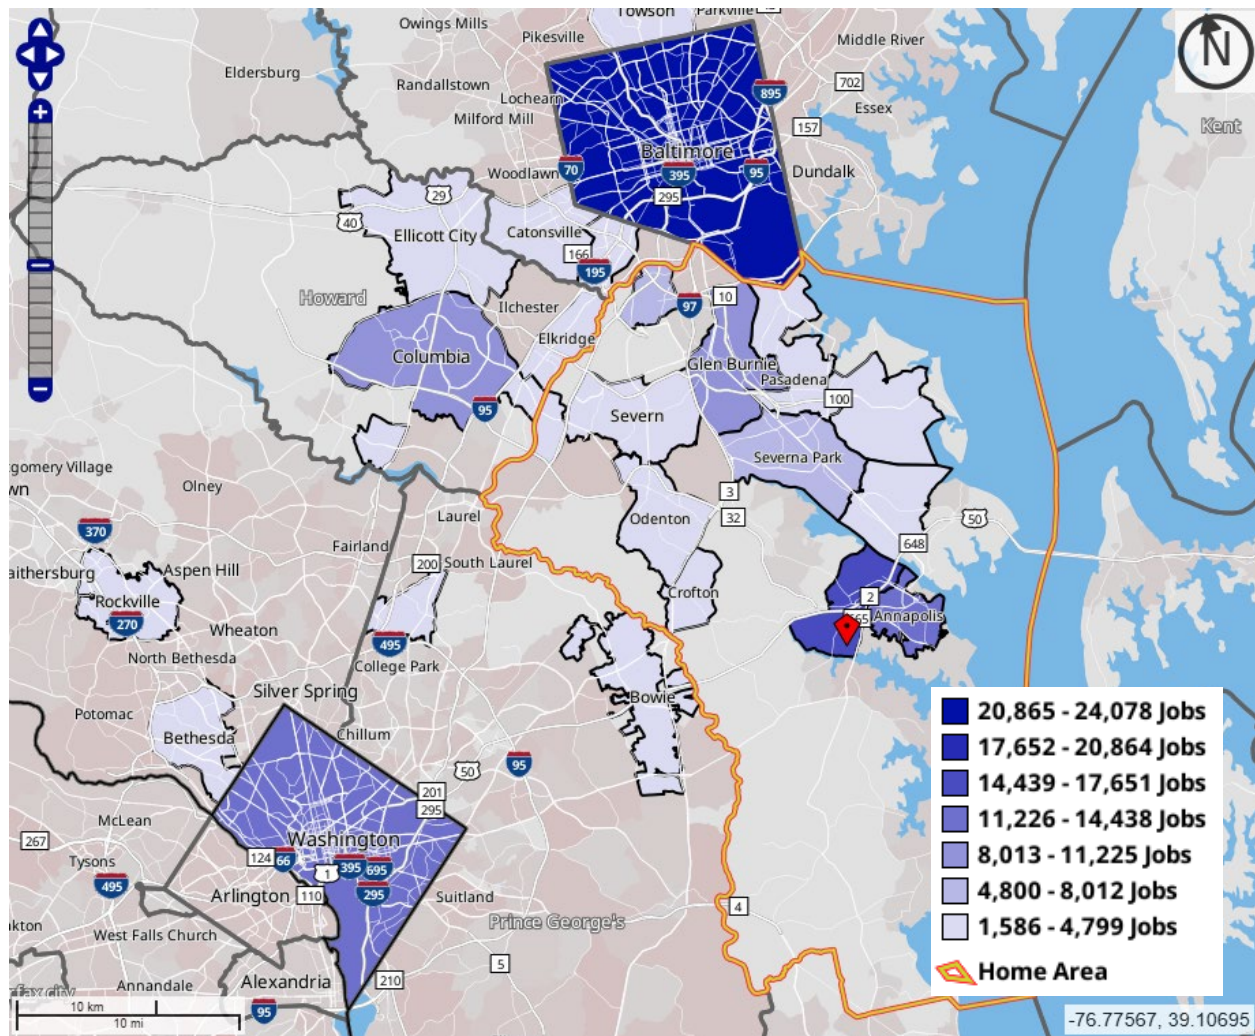 Towson
Parkville
Owings Mills
Pikesville
Middle River
N
Eldersburg
Randallstown
702
895
Lochearn
Essex
Milford Mill
157
Kent
Baltimore
70
395
95
Dundalk
Woodlawn
295
29
40
Ellicott City
Catonsville
166
195
Howard
Ilchester
97
10
Elkridge
Columbia
Glen Burnie
Pasadena
100
95
Severn
Severna Park
gomery Village
wn
Olney
3
32
Laurel
Odenton
50
370
Fairland
648
200
South Laurel
aithersburg
Aspen Hill
Crofton
Rockville
2
665
Annapolis
270
Wheaton
495
North Bethesda
College Park
Silver Spring
Bowie
Potomac
Bethesda
Chillum
50
95
201
295
McLean
267
Washington
Tysons
124
66
395
695
1
495
295
Arlington
110
Suitland
kton
4
Prince George's
West Falls Church
5
Annandale
Alexandria
210
rfax city
95
20,865 - 24,078 Jobs
17,652 - 20,864 Jobs
14,439 - 17,651 Jobs
11,226 - 14,438 Jobs
8,013 - 11,225 Jobs
4,800 - 8,012 Jobs
1,586 - 4,799 Jobs
Home Area
10 km
10 mi
-76.77567, 39.10695